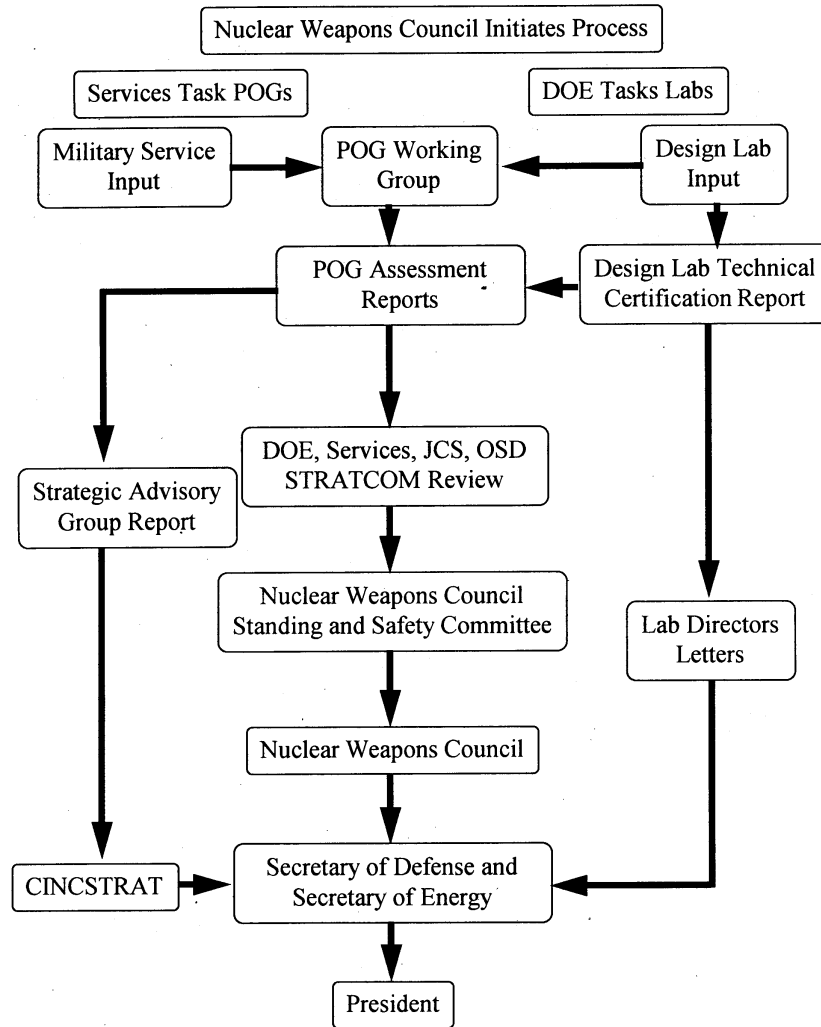 Nuclear Weapons Council Initiates Process
Services Task POGs
DOE Tasks Labs
Military Service
Input
POG Working
Group
Design Lab
Input
POG Assessment
Reports
Design Lab Technical
Certification Report
DOE, Services, JCS, OSD
STRATCOM Review
Strategic Advisory
Group Report
Nuclear Weapons Council
Standing and Safety Committee
Lab Directors
Letters
Nuclear Weapons Council
CINCSTRAT
Secretary of Defense and
Secretary of Energy
President